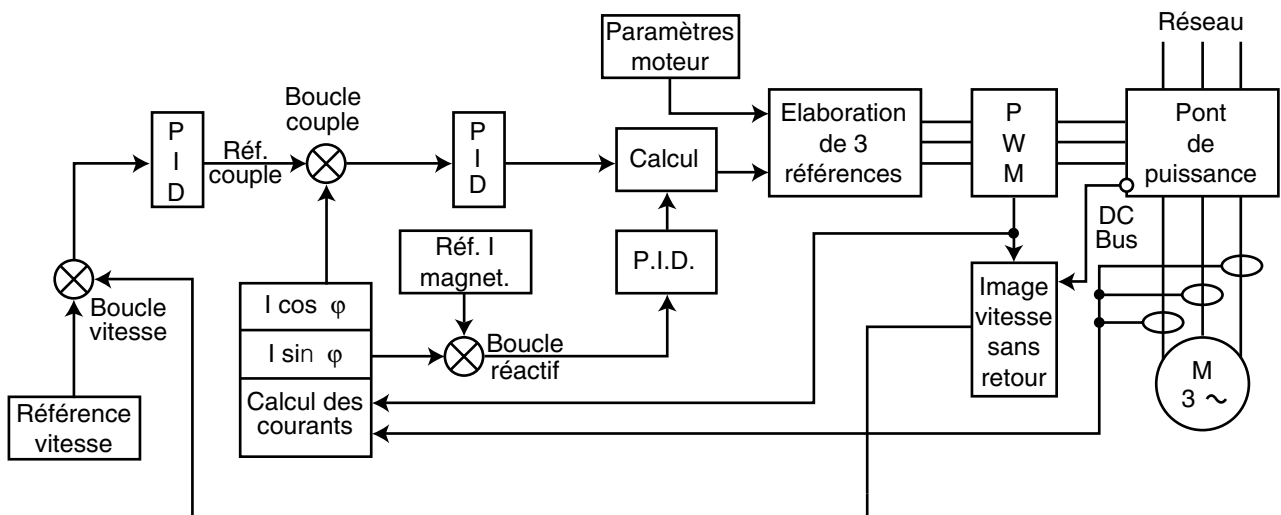 Réseau
Paramètres
moteur
Boucle
couple
P
I
D
Réf.
couple
P
I
D
Calcul
Elaboration
de 3
références
P
W
M
Pont
de
puissance
DC
Bus
Réf. I
magnet.
P.I.D.
Boucle
vitesse
I cos φ
I sin φ
Calcul des
courants
Boucle
réactif
Image
vitesse
sans
retour
M
3 ~
Référence
vitesse